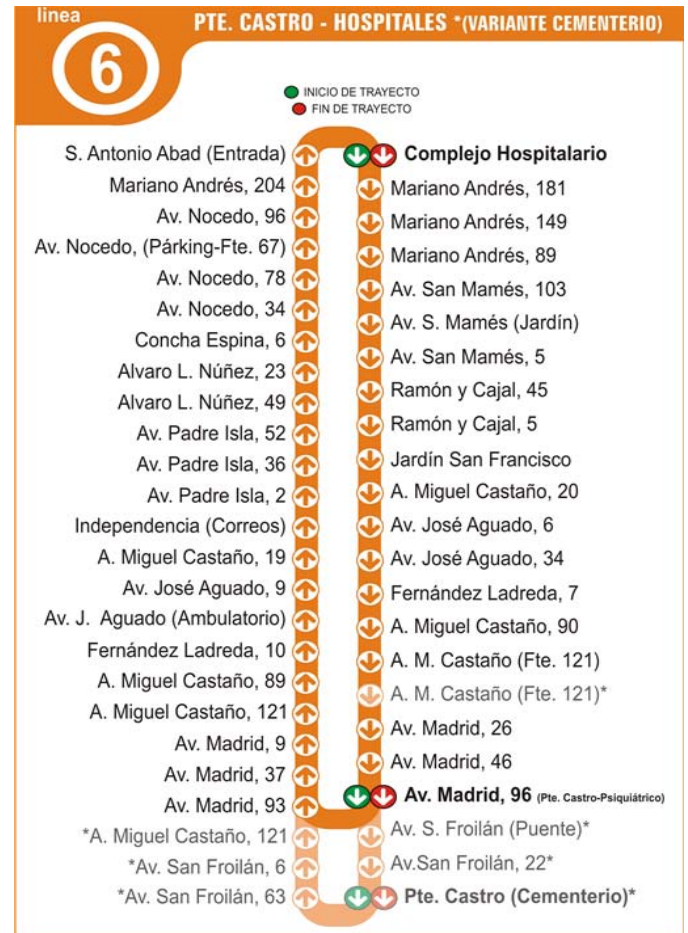 linea
6
PTE. CASTRO - HOSPITALES *(VARIANTE CEMENTERIO)
INICIO DE TRAYECTO
FIN DE TRAYECTO
S. Antonio Abad (Entrada)
Mariano Andrés, 204
Av. Nocedo, 96
Av. Nocedo, (Párking-Fte. 67)
Av. Nocedo, 78
Av. Nocedo, 34
Concha Espina, 6
Alvaro L. Núñez, 23
Alvaro L. Núñez, 49
Av. Padre Isla, 52
Av. Padre Isla, 36
Av. Padre Isla, 2
Independencia (Correos)
A. Miguel Castaño, 19
Av. José Aguado, 9
Av. J. Aguado (Ambulatorio)
Fernández Ladreda, 10
A. Miguel Castaño, 89
A. Miguel Castaño, 121
Av. Madrid, 9
Av. Madrid, 37
Av. Madrid, 93
*A. Miguel Castaño, 121
*Av. San Froilán, 6
*Av. San Froilán, 63
Complejo Hospitalario
Mariano Andrés, 181
Mariano Andrés, 149
Mariano Andrés, 89
Av. San Mamés, 103
Av. S. Mamés (Jardín)
Av. San Mamés, 5
Ramón y Cajal, 45
Ramón y Cajal, 5
Jardín San Francisco
A. Miguel Castaño, 20
Av. José Aguado, 6
Av. José Aguado, 34
Fernández Ladreda, 7
A. Miguel Castaño, 90
A. M. Castaño (Fte. 121)
A. M. Castaño (Fte. 121)*
Av. Madrid, 26
Av. Madrid, 46
Av. Madrid, 96 (Pte. Castro-Psiquiátrico)
Av. S. Froilán (Puente)*
Av.San Froilán, 22*
Pte. Castro (Cementerio)*